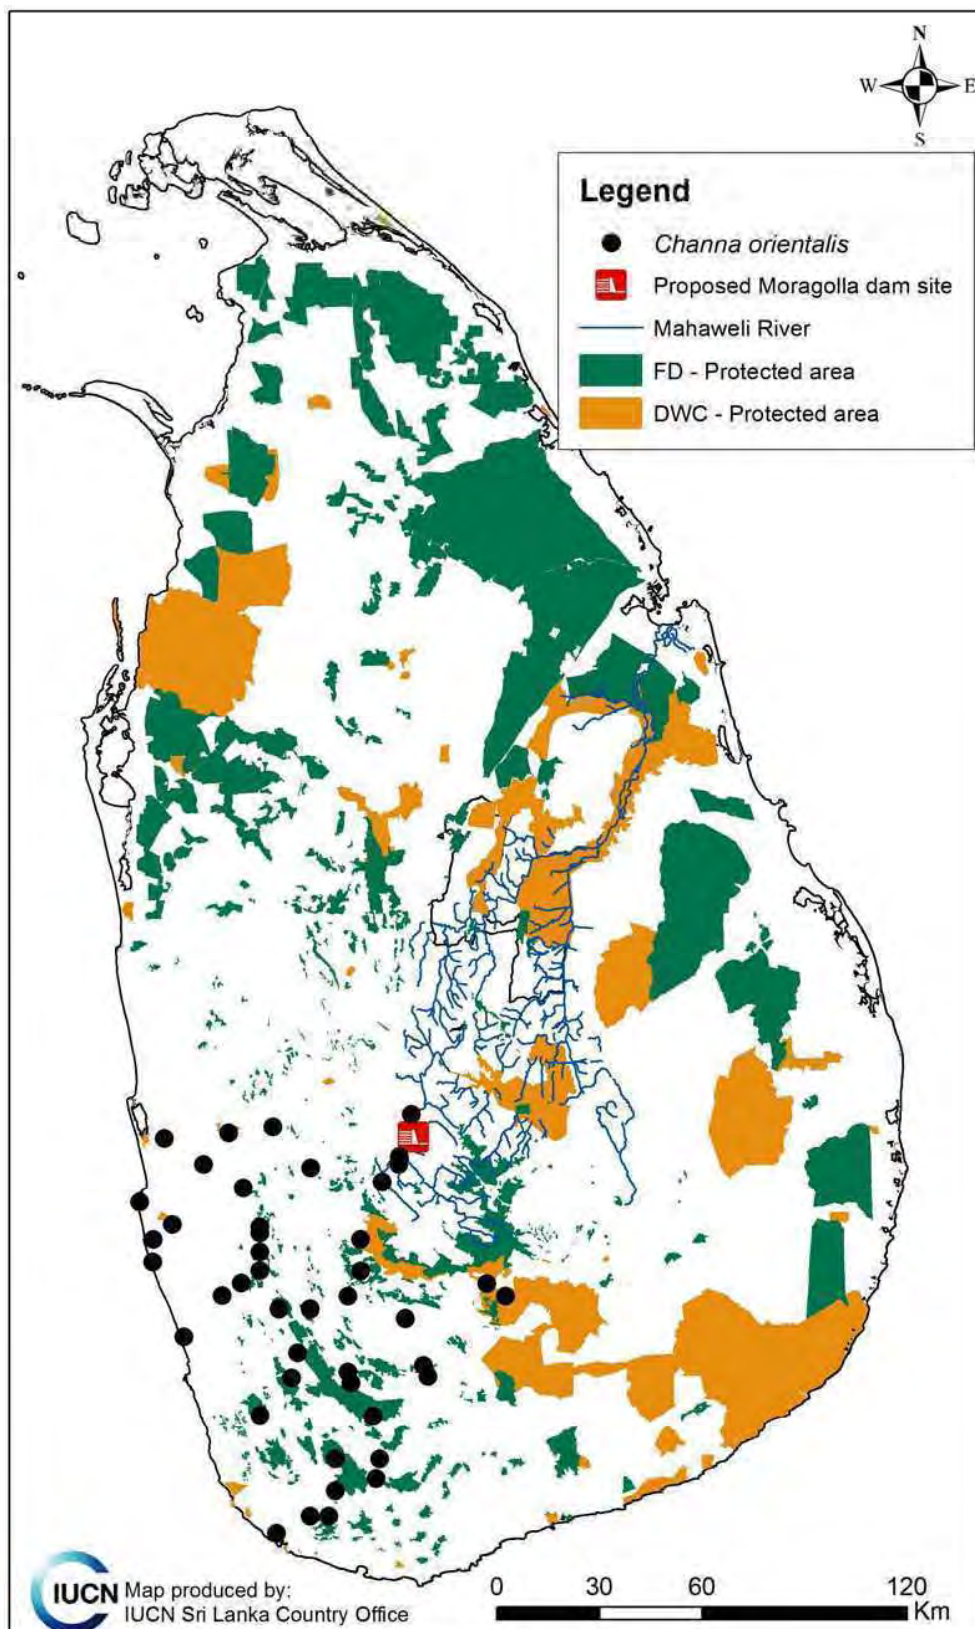 N
W E
S
Legend
Channa orientalis
Proposed Moragolla dam site
Mahaweli River
FD - Protected area
DWC - Protected area
IUCN
Map produced by:
IUCN Sri Lanka Country Office
0 30 60 120
Km